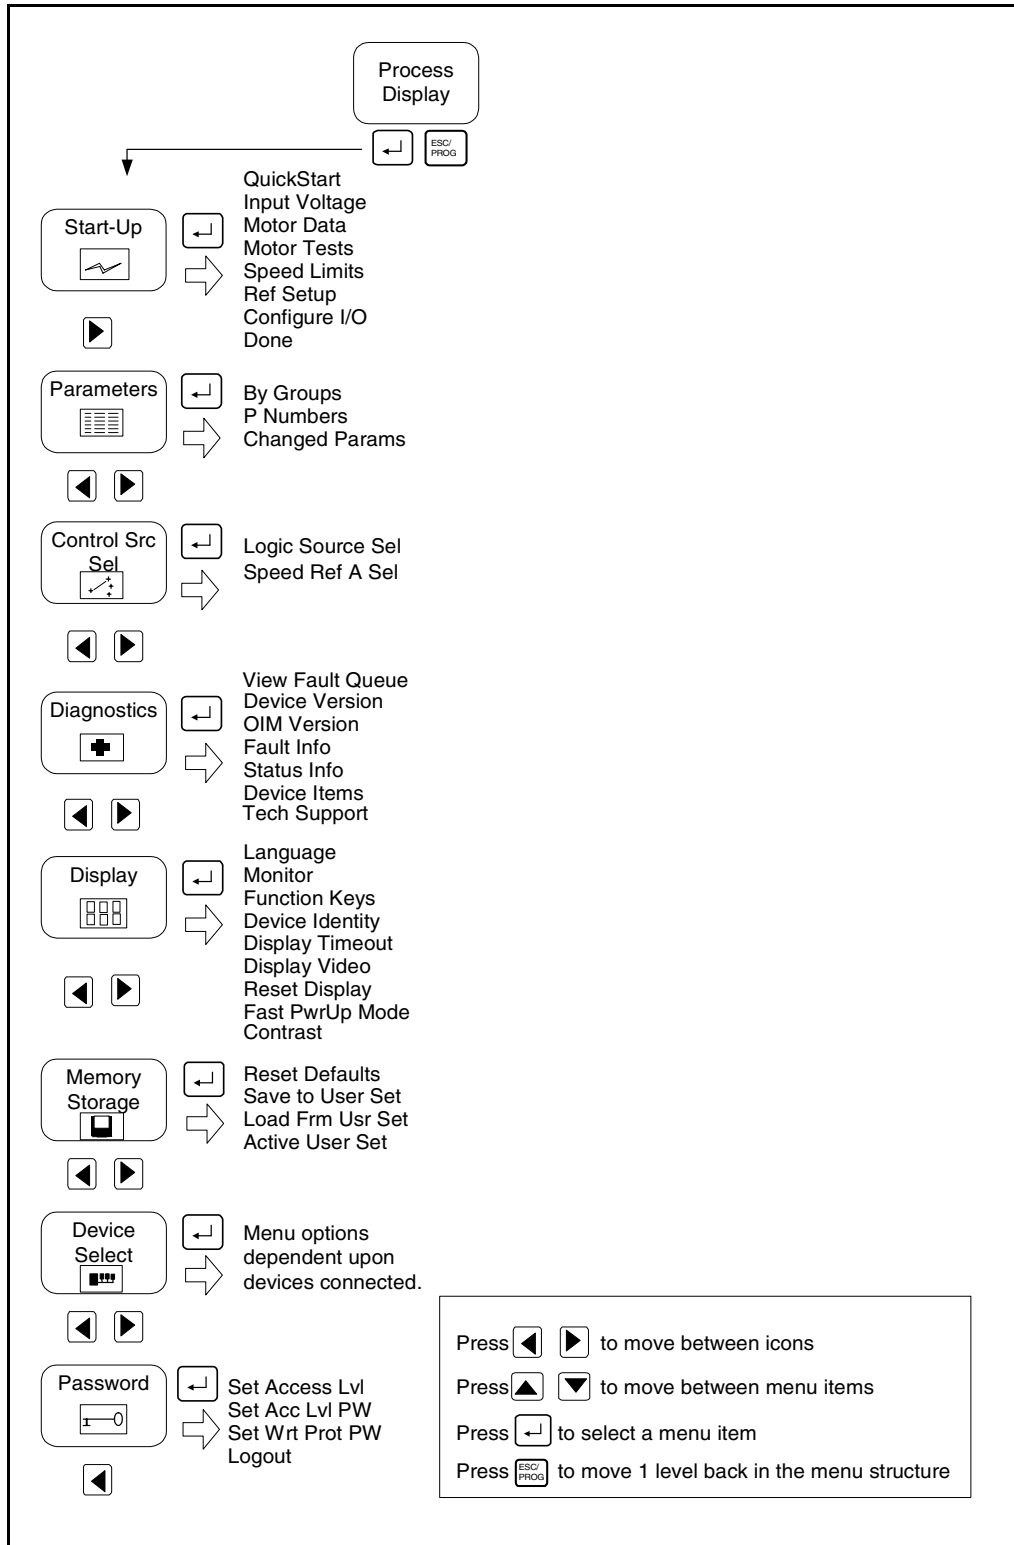 Process
Display
ESC/
PROG
Start-Up
QuickStart
Input Voltage
Motor Data
Motor Tests
Speed Limits
Ref Setup
Configure I/O
Done
Parameters
By Groups
P Numbers
Changed Params
Control Src
Sel
Logic Source Sel
Speed Ref A Sel
Diagnostics
View Fault Queue
Device Version
OIM Version
Fault Info
Status Info
Device Items
Tech Support
Display
Language
Monitor
Function Keys
Device Identity
Display Timeout
Display Video
Reset Display
Fast PwrUp Mode
Contrast
Memory
Storage
Reset Defaults
Save to User Set
Load Frm Usr Set
Active User Set
Device
Select
Menu options
dependent upon
devices connected.
Password
Set Access Lvl
Set Acc Lvl PW
Set Wrt Prot PW
Logout
Press to move between icons
Press to move between menu items
Press to select a menu item
Press ESC/ PROG to move 1 level back in the menu structure